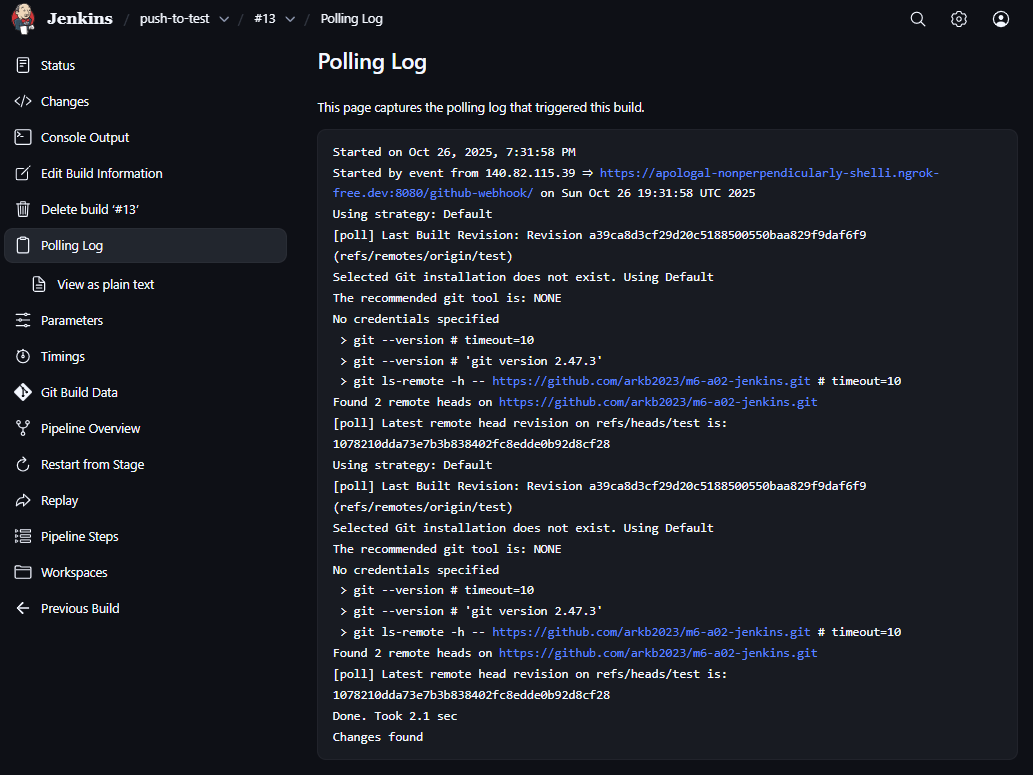 Jenkins / push-to-test / #13 / Polling Log
Status
Changes
Console Output
Edit Build Information
Delete build ‘#13’
Polling Log
View as plain text
Parameters
Timings
Git Build Data
Pipeline Overview
Restart from Stage
Replay
Pipeline Steps
Workspaces
Previous Build
Polling Log
This page captures the polling log that triggered this build.
Started on Oct 26, 2025, 7:31:58 PM
Started by event from 140.82.115.39 ⇒ https://apologal-nonperpendicularly-shelli.ngrok-
free.dev:8080/github-webhook/ on Sun Oct 26 19:31:58 UTC 2025
Using strategy: Default
[poll] Last Built Revision: Revision a39ca8d3cf29d20c5188500550baa829f9daf6f9
(refs/remotes/origin/test)
Selected Git installation does not exist. Using Default
The recommended git tool is: NONE
No credentials specified
 > git --version # timeout=10
 > git --version # 'git version 2.47.3'
 > git ls-remote -h -- https://github.com/arkb2023/m6-a02-jenkins.git # timeout=10
Found 2 remote heads on https://github.com/arkb2023/m6-a02-jenkins.git
[poll] Latest remote head revision on refs/heads/test is:
1078210dda73e7b3b838402fc8edde0b92d8cf28
Using strategy: Default
[poll] Last Built Revision: Revision a39ca8d3cf29d20c5188500550baa829f9daf6f9
(refs/remotes/origin/test)
Selected Git installation does not exist. Using Default
The recommended git tool is: NONE
No credentials specified
 > git --version # timeout=10
 > git --version # 'git version 2.47.3'
 > git ls-remote -h -- https://github.com/arkb2023/m6-a02-jenkins.git # timeout=10
Found 2 remote heads on https://github.com/arkb2023/m6-a02-jenkins.git
[poll] Latest remote head revision on refs/heads/test is:
1078210dda73e7b3b838402fc8edde0b92d8cf28
Done. Took 2.1 sec
Changes found